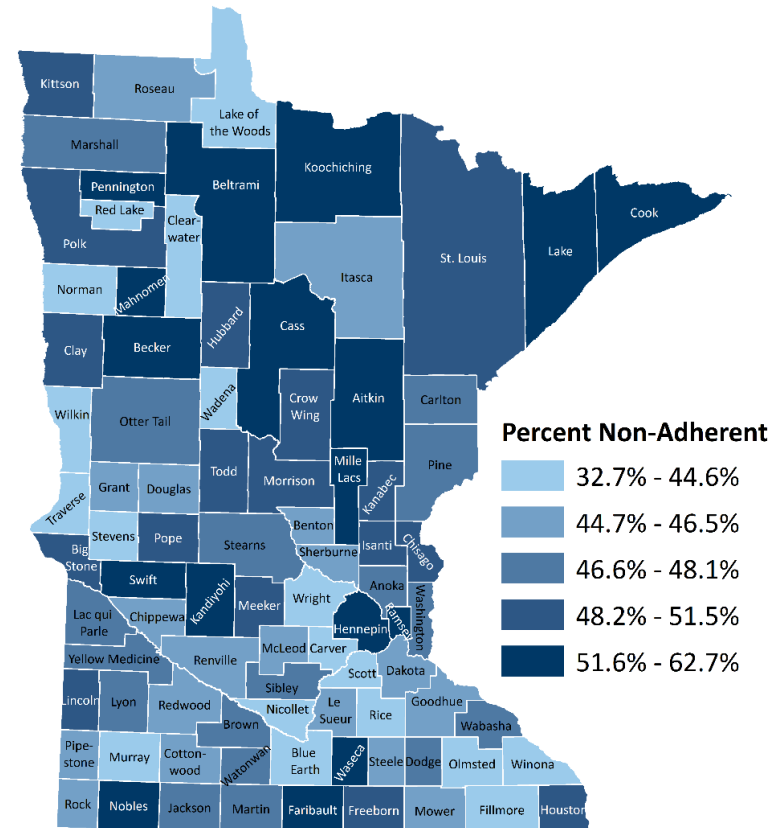 Kittson
Roseau
Lake of
the Woods
Marshall
Koochiching
Pennington
Beltrami
Red Lake
Clear-
water
Cook
Polk
Lake
St. Louis
Itasca
Norman
Mahnomen
Cass
Hubbard
Clay
Becker
Aitkin
Crow
Wing
Wadena
Carlton
Wilkin
Otter Tail
Percent Non-Adherent
Mille
Lacs
Pine
Todd
Morrison
32.7% - 44.6%
Kanabec
Grant
Douglas
Traverse
44.7% - 46.5%
Benton
Stevens
Pope
Stearns
Isanti
Chisago
Sherburne
Big
Stone
46.6% - 48.1%
Swift
Kandiyohi
Anoka
Wright
Meeker
Washington
Lac qui
Parle
Chippewa
48.2% - 51.5%
Ramsey
Hennepin
McLeod
Carver
Yellow Medicine
Renville
51.6% - 62.7%
Scott
Dakota
Sibley
Lincoln
Lyon
Redwood
Nicollet
Le
Sueur
Rice
Goodhue
Brown
Wabasha
Pipe-
stone
Murray
Cotton-
wood
Watonwan
Blue
Earth
Waseca
Steele
Dodge
Olmsted
Winona
Rock
Nobles
Jackson
Martin
Faribault
Freeborn
Mower
Fillmore
Houston